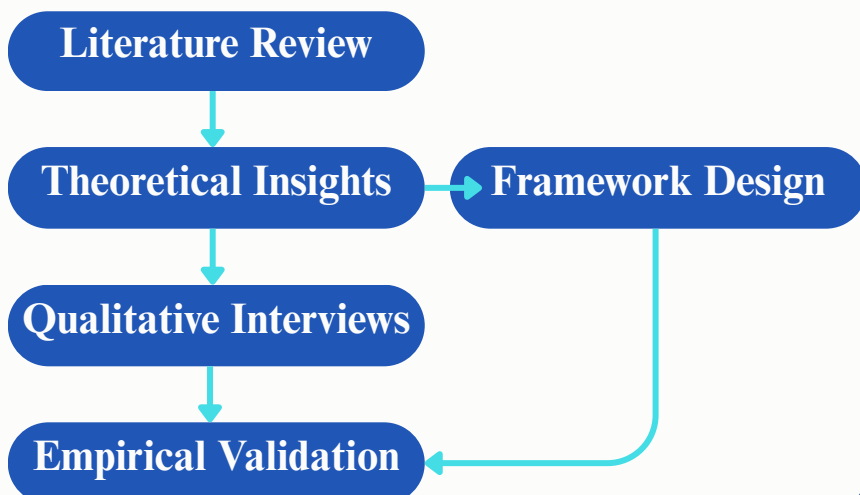 Literature Review
Theoretical Insights
Framework Design
Qualitative Interviews
Empirical Validation